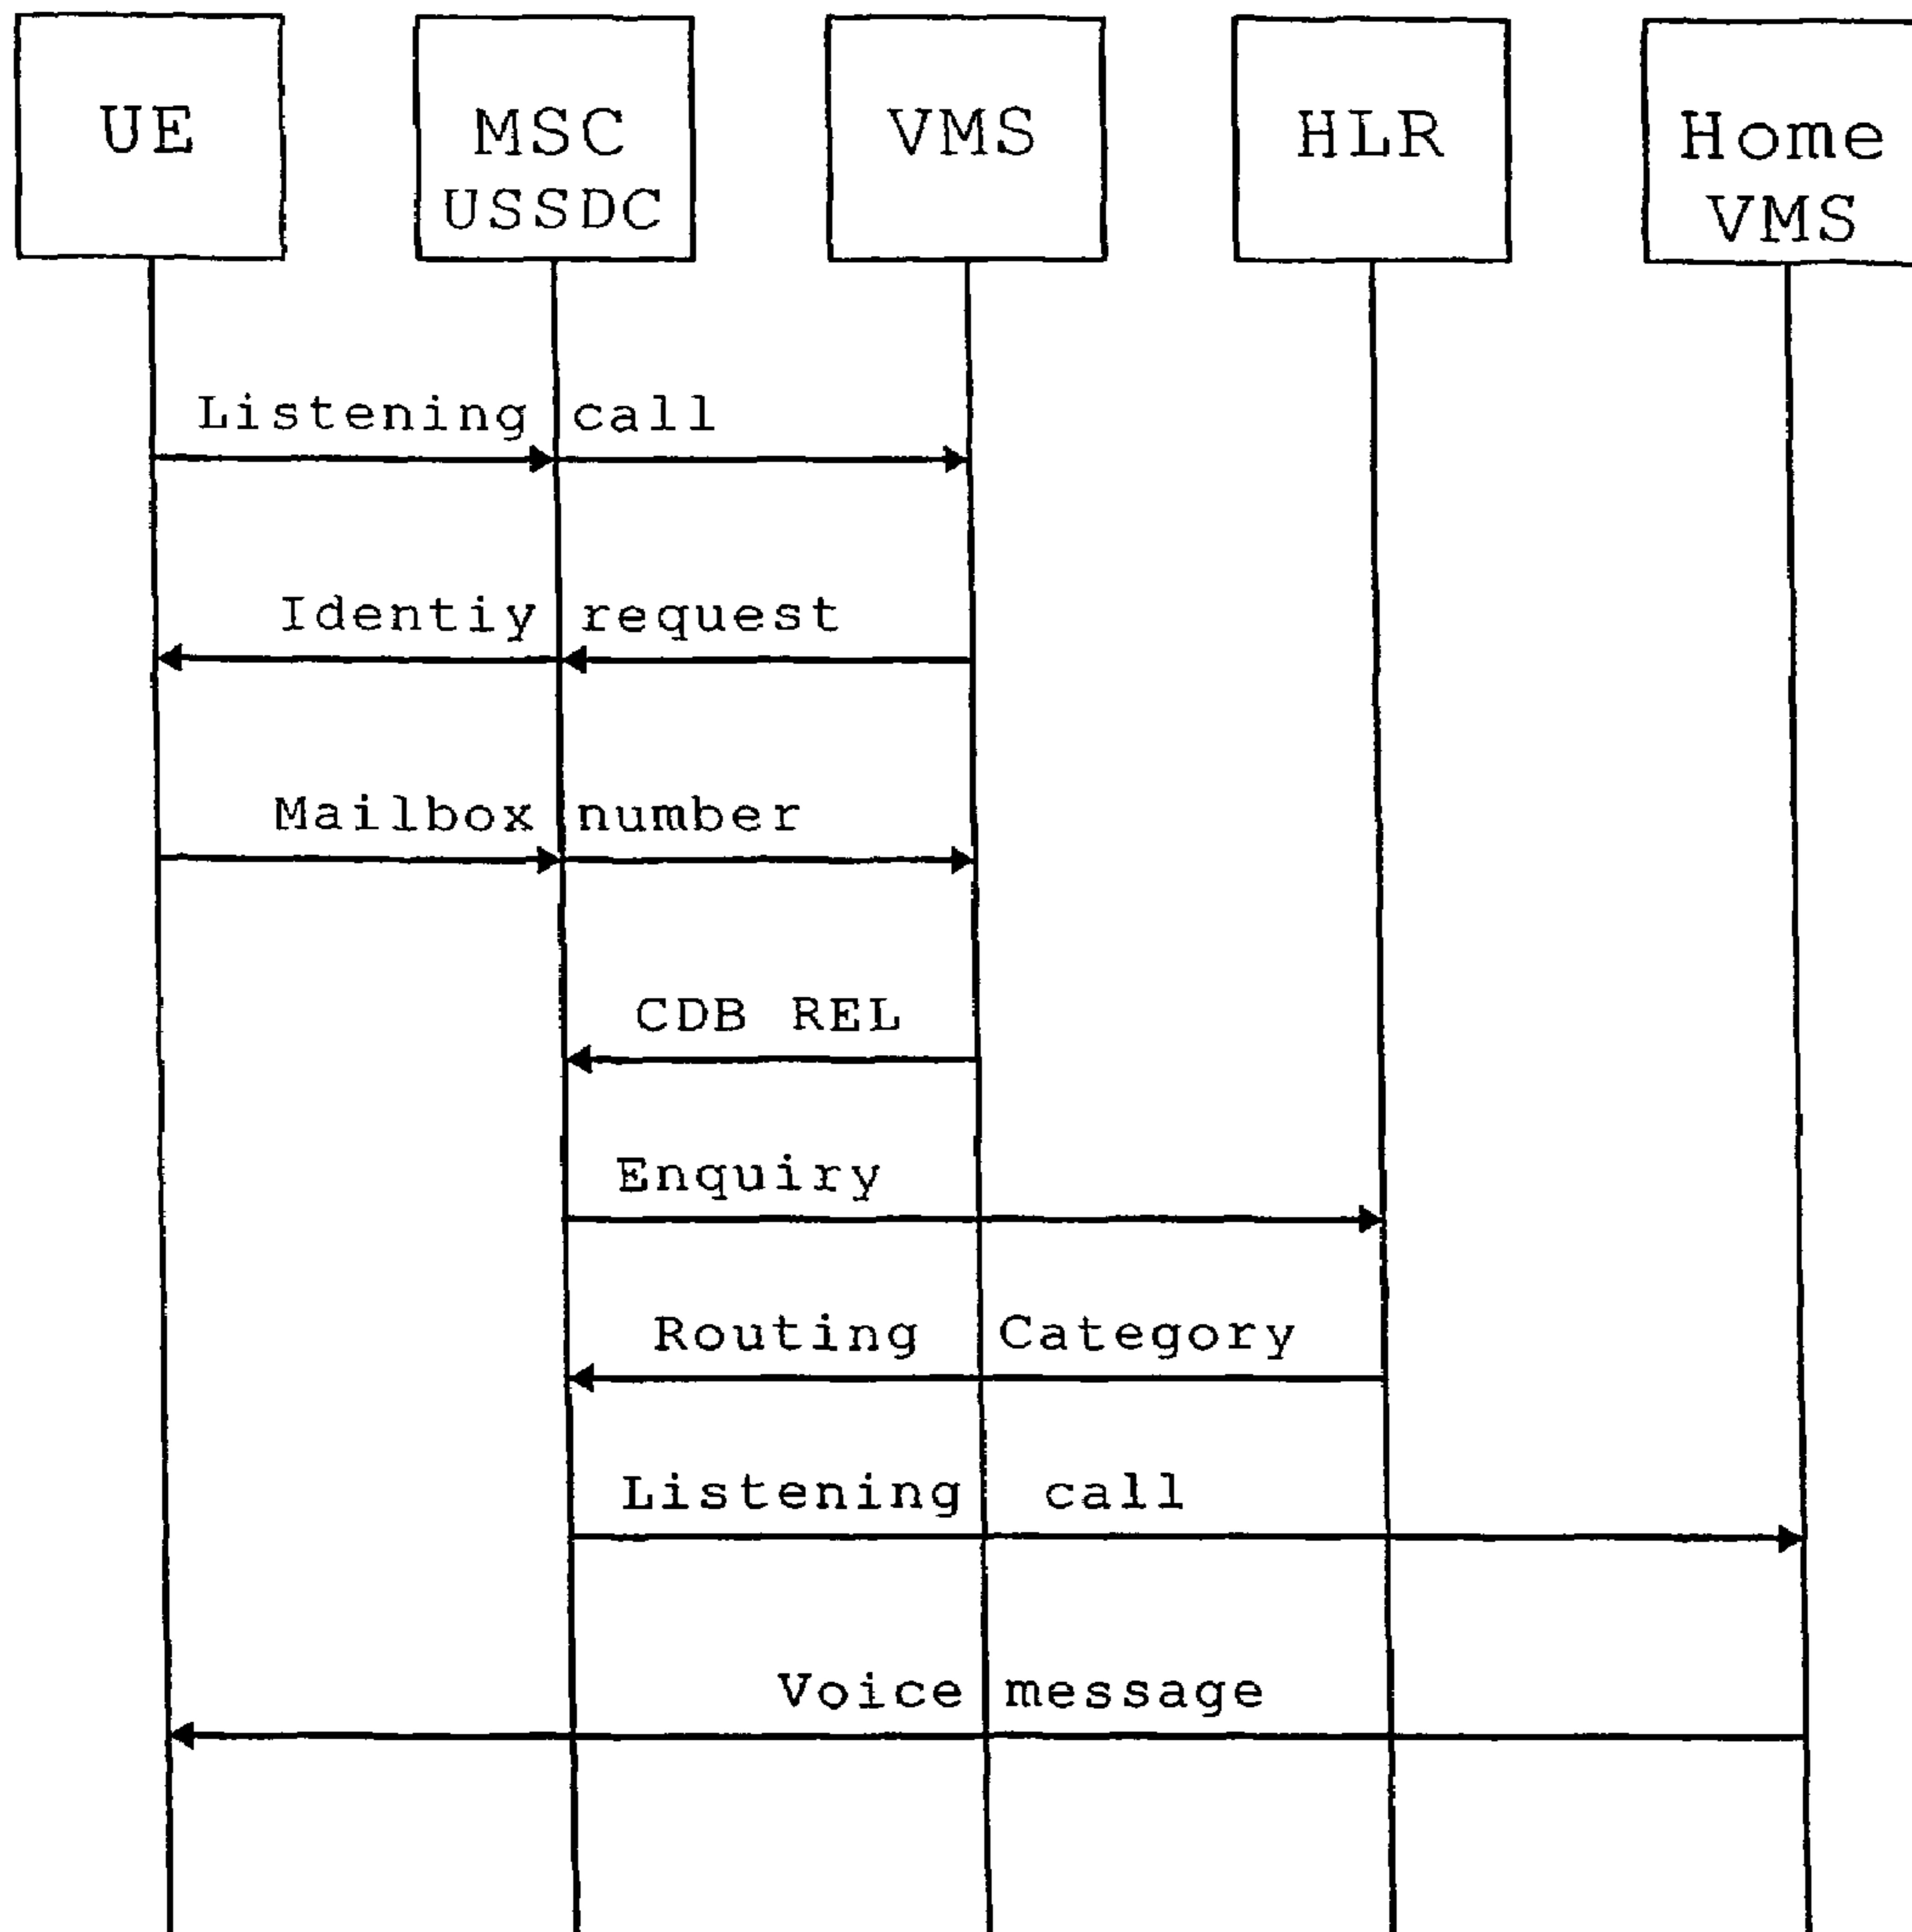 UE
MSC
USSDC
VMS
HLR
Home
VMS
Listening call
Identiy request
Mailbox number
CDB REL
Enquiry
Routing Category
Listening call
Voice message